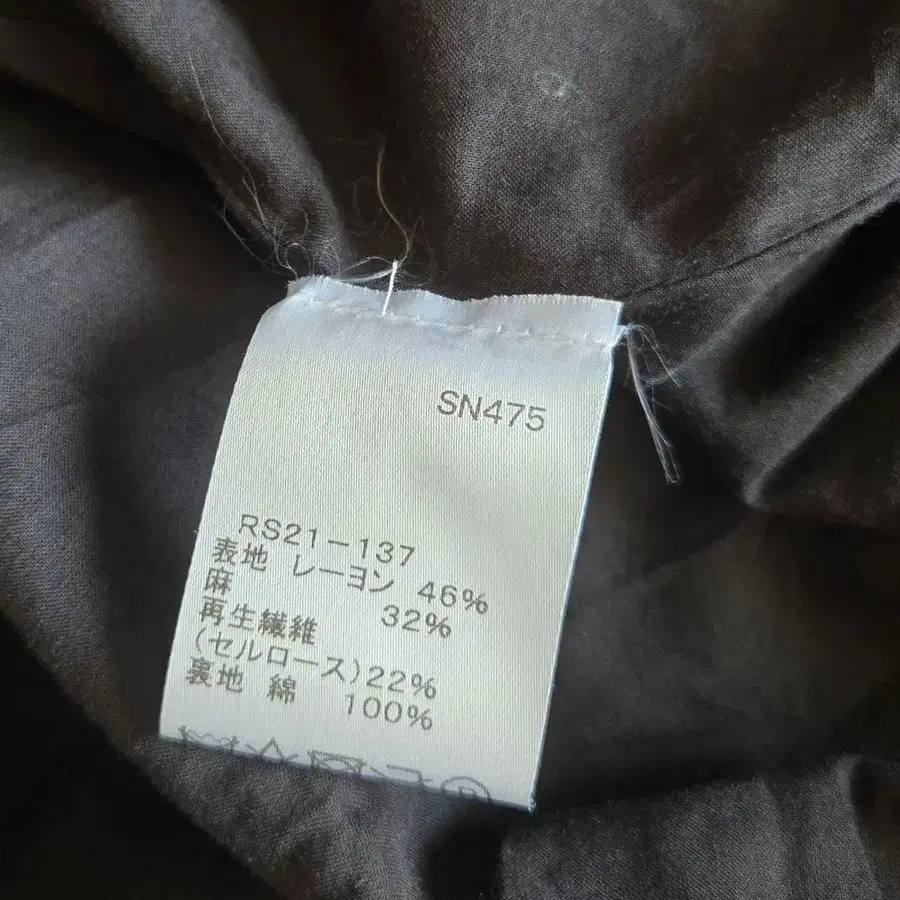 SN475
RS21-137
表地 レーヨン 46%
麻 32%
再生繊維
(セルロース)22%
裏地 綿 100%